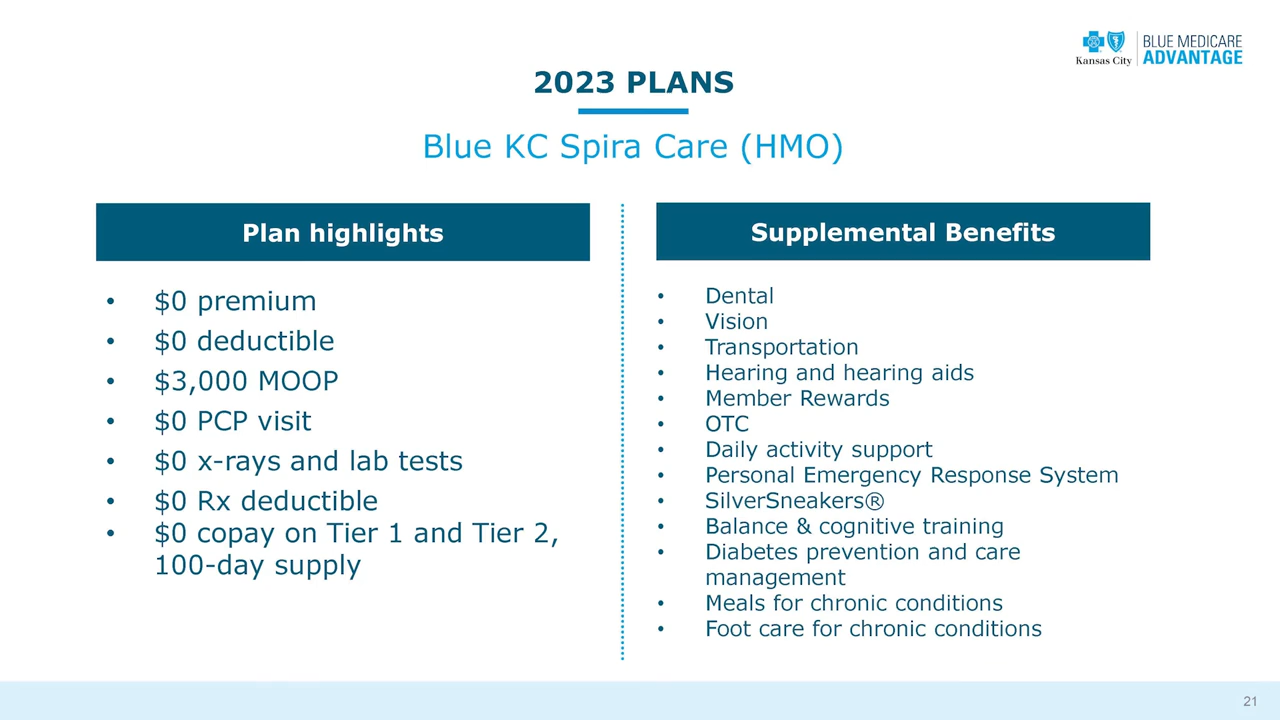 Kansas City
BLUE MEDICARE
ADVANTAGE
2023 PLANS
Blue KC Spira Care (HMO)
Plan highlights
• $0 premium
• $0 deductible
• $3,000 MOOP
• $0 PCP visit
• $0 x-rays and lab tests
• $0 Rx deductible
• $0 copay on Tier 1 and Tier 2,
100-day supply
Supplemental Benefits
• Dental
• Vision
• Transportation
• Hearing and hearing aids
• Member Rewards
• OTC
• Daily activity support
• Personal Emergency Response System
• SilverSneakers®
• Balance & cognitive training
• Diabetes prevention and care
management
• Meals for chronic conditions
• Foot care for chronic conditions
21